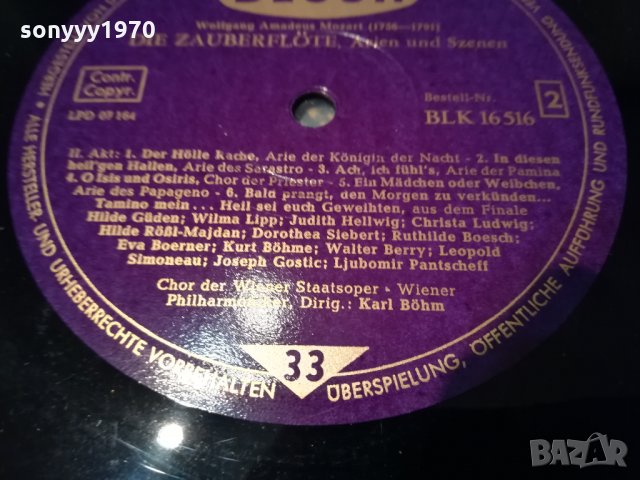 sonyyy1970
DECCA
Wolfgang Amadeus Mozart (1756—1791)
DIE ZAUBERFLÖTE, Arien und Szenen
Contr.
Copyr.
LPD 07 164
Bestell-Nr.
BLK 16 516
2
II. Akt: 1. Der Hölle Rache, Arie der Königin der Nacht - 2. In diesen
heil'gen Hallen, Arie des Sarastro - 3. Ach, ich fühl's, Arie der Pamina
4. O Isis und Osiris, Chor der Priester - 5. Ein Mädchen oder Weibchen,
Arie des Papageno - 6. Bald prangt, den Morgen zu verkünden...
Tamino mein... Heil sei euch Geweihten, aus dem Finale
Hilde Güden; Wilma Lipp; Judith Hellwig; Christa Ludwig;
Hilde Rößl-Majdan; Dorothea Siebert; Ruthilde Boesch;
Eva Boerner; Kurt Böhme; Walter Berry; Leopold
Simoneau; Joseph Gostic; Ljubomir Pantscheff
Chor der Wiener Staatsoper - Wiener
Philharmoniker, Dirig.: Karl Böhm
33
ALLE HERSTELLER- UND URHEBERRECHTE VORBEHALTEN
ÜBERSPIELUNG, ÖFFENTLICHE AUFFÜHRUNG UND RUNDFUNKSENDUNG
BAZAR